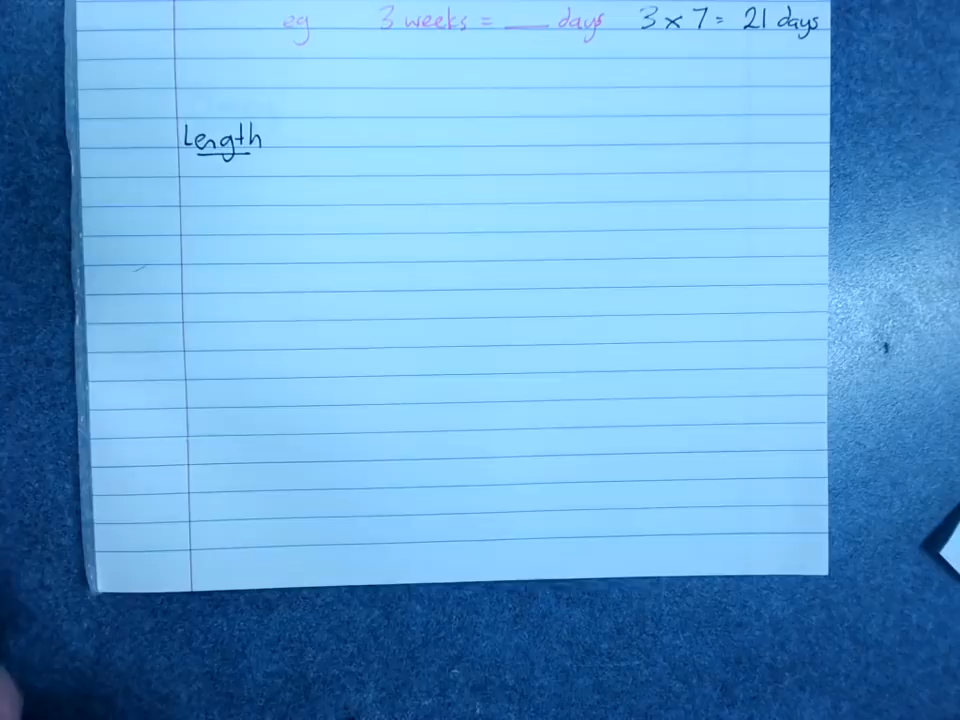 eg 3 weeks = ___ days 3 x 7 = 21 days
Length